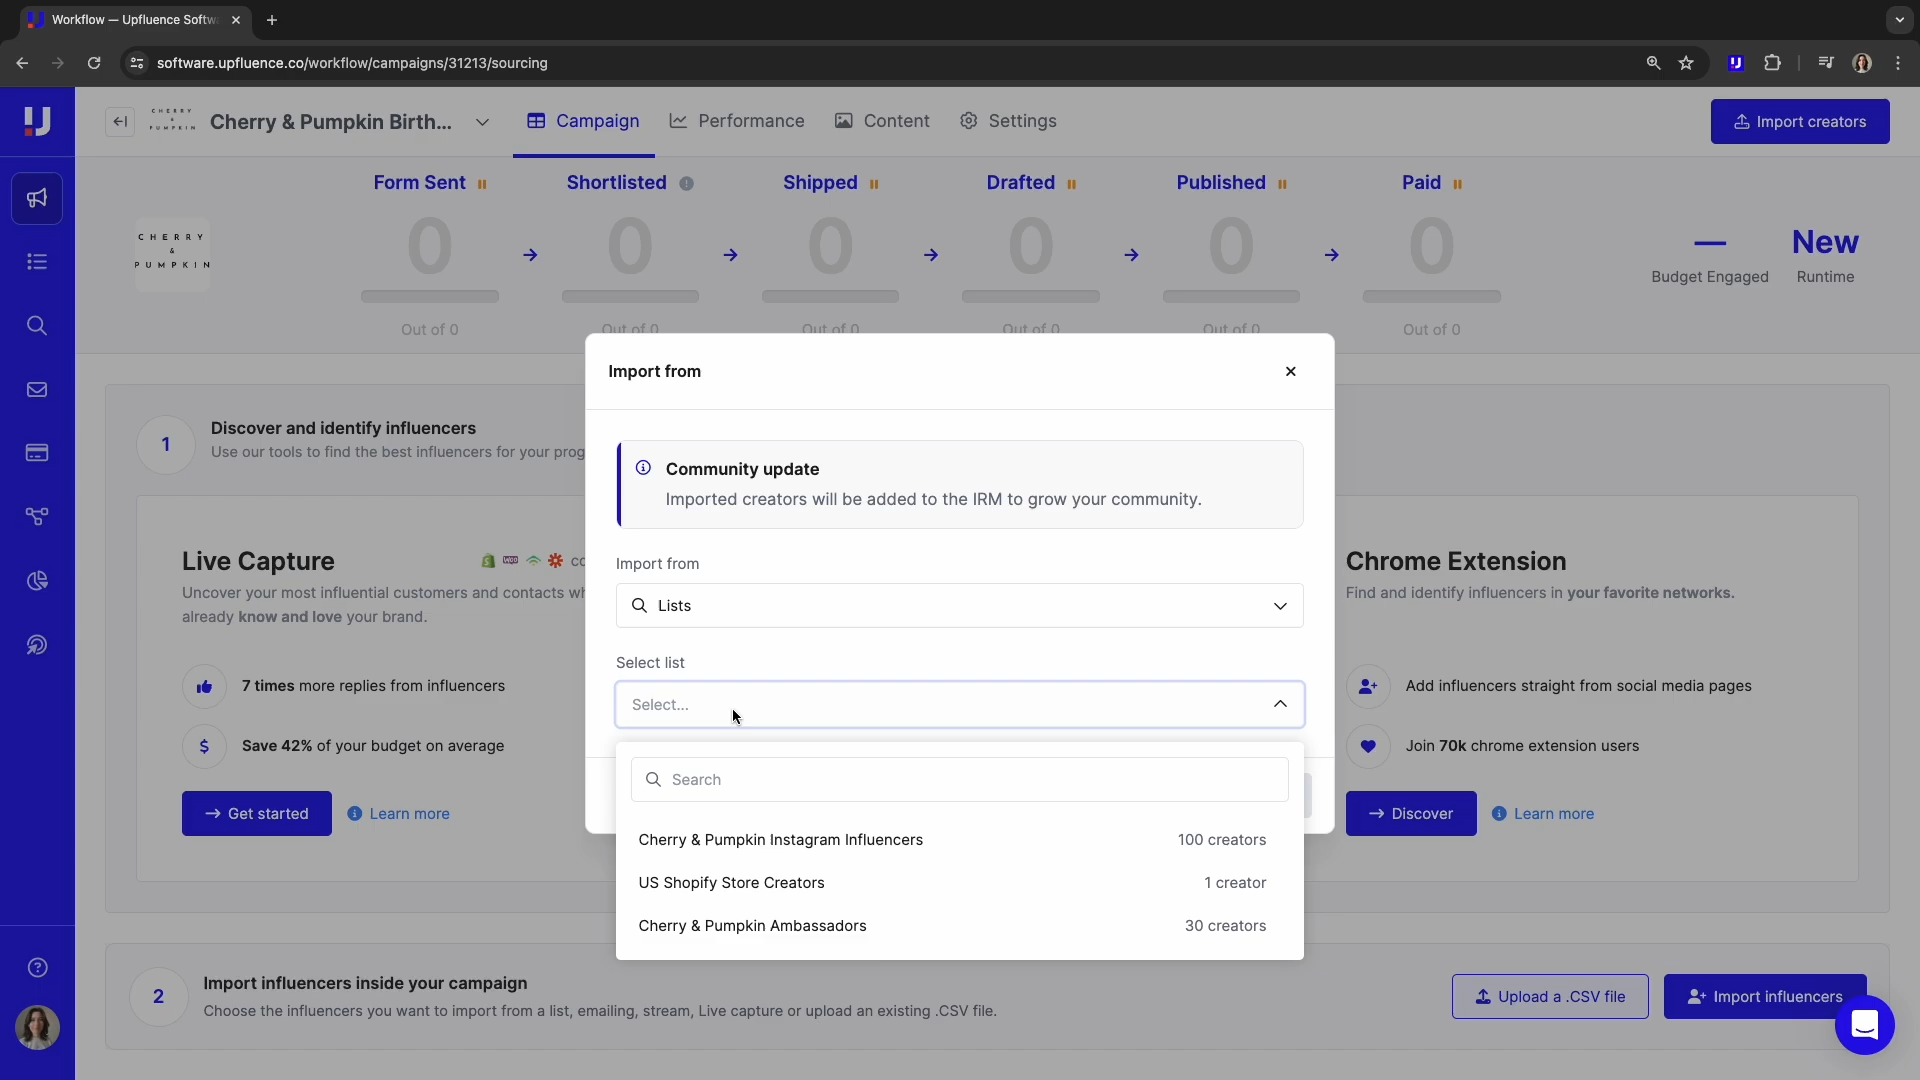 Workflow — Upfluence Softw
software.upfluence.co/workflow/campaigns/31213/sourcing
CHERRY & PUMPKIN
Cherry & Pumpkin Birth...
Campaign
Performance
Content
Settings
Import creators
Form Sent
Shortlisted
Shipped
Drafted
Published
Paid
CHERRY
&
PUMPKIN
0
0
0
0
0
0
New
Budget Engaged
Runtime
Out of 0
Out of 0
Out of 0
Out of 0
Out of 0
Out of 0
Import from
1
Discover and identify influencers
Use our tools to find the best influencers for your prog
Community update
Imported creators will be added to the IRM to grow your community.
Import from
Lists
Select list
Select...
Search
Cherry & Pumpkin Instagram Influencers 100 creators
US Shopify Store Creators 1 creator
Cherry & Pumpkin Ambassadors 30 creators
Live Capture
Uncover your most influential customers and contacts wh
already know and love your brand.
7 times more replies from influencers
$
Save 42% of your budget on average
Get started
Learn more
Chrome Extension
Find and identify influencers in your favorite networks.
Add influencers straight from social media pages
Join 70k chrome extension users
Discover
Learn more
2
Import influencers inside your campaign
Choose the influencers you want to import from a list, emailing, stream, Live capture or upload an existing .CSV file.
Upload a .CSV file
Import influencers